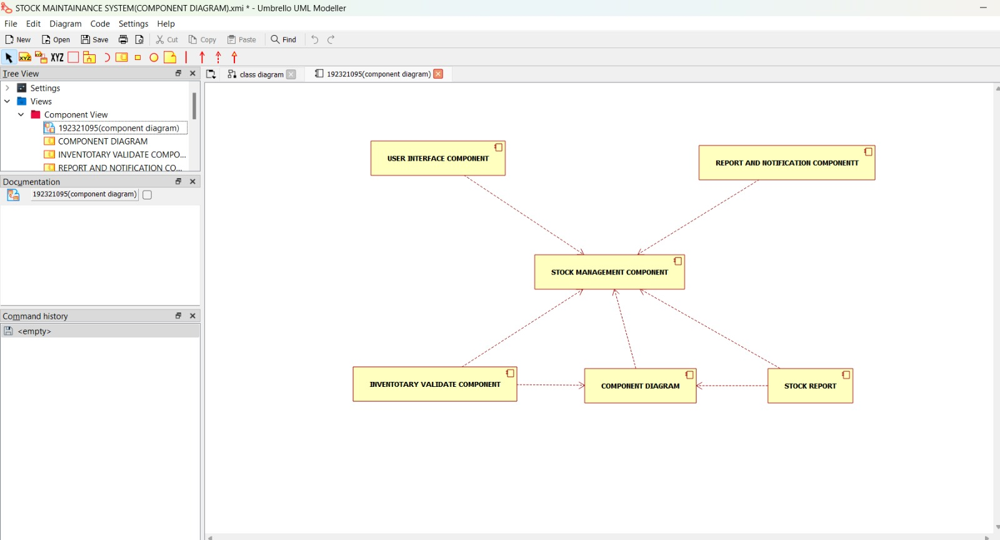 STOCK MAINTAINANCE SYSTEM(COMPONENT DIAGRAM).xmi * - Umbrello UML Modeller
File Edit Diagram Code Settings Help
New Open Save Cut Copy Paste Find
XYZ XYZ XYZ
Tree View
class diagram
192321095(component diagram)
Settings
Views
Component View
192321095(component diagram)
COMPONENT DIAGRAM
INVENTOTARY VALIDATE COMPO...
REPORT AND NOTIFICATION CO...
Documentation
192321095(component diagram)
Command history
<empty>
USER INTERFACE COMPONENT
REPORT AND NOTIFICATION COMPONENTT
STOCK MANAGEMENT COMPONENT
INVENTOTARY VALIDATE COMPONENT
COMPONENT DIAGRAM
STOCK REPORT